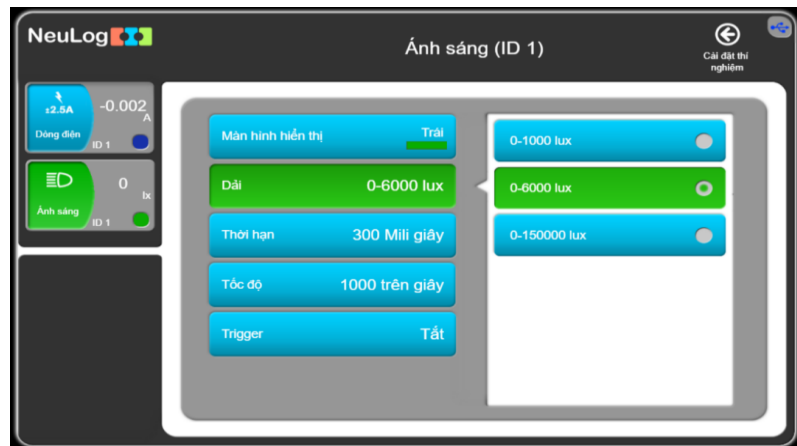 NeuLog
Ánh sáng (ID 1)
Cài đặt thí
nghiệm
±2.5A
-0.002
A
Dòng điện
ID 1
0
lx
Ánh sáng
ID 1
Màn hình hiển thị
Trái
Dải
0-6000 lux
Thời hạn
300 Mili giây
Tốc độ
1000 trên giây
Trigger
Tắt
0-1000 lux
0-6000 lux
0-150000 lux